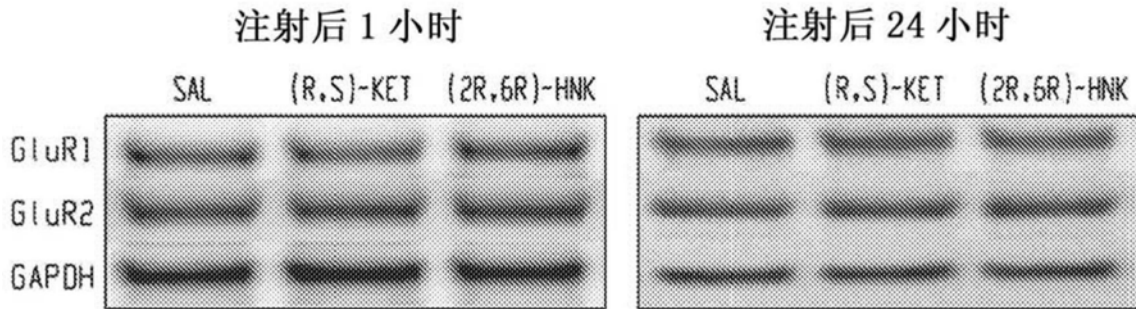 注射后 1 小时 注射后 24 小时
SAL (R,S)-KET (2R,6R)-HNK SAL (R,S)-KET (2R,6R)-HNK
GluR1
GluR2
GAPDH